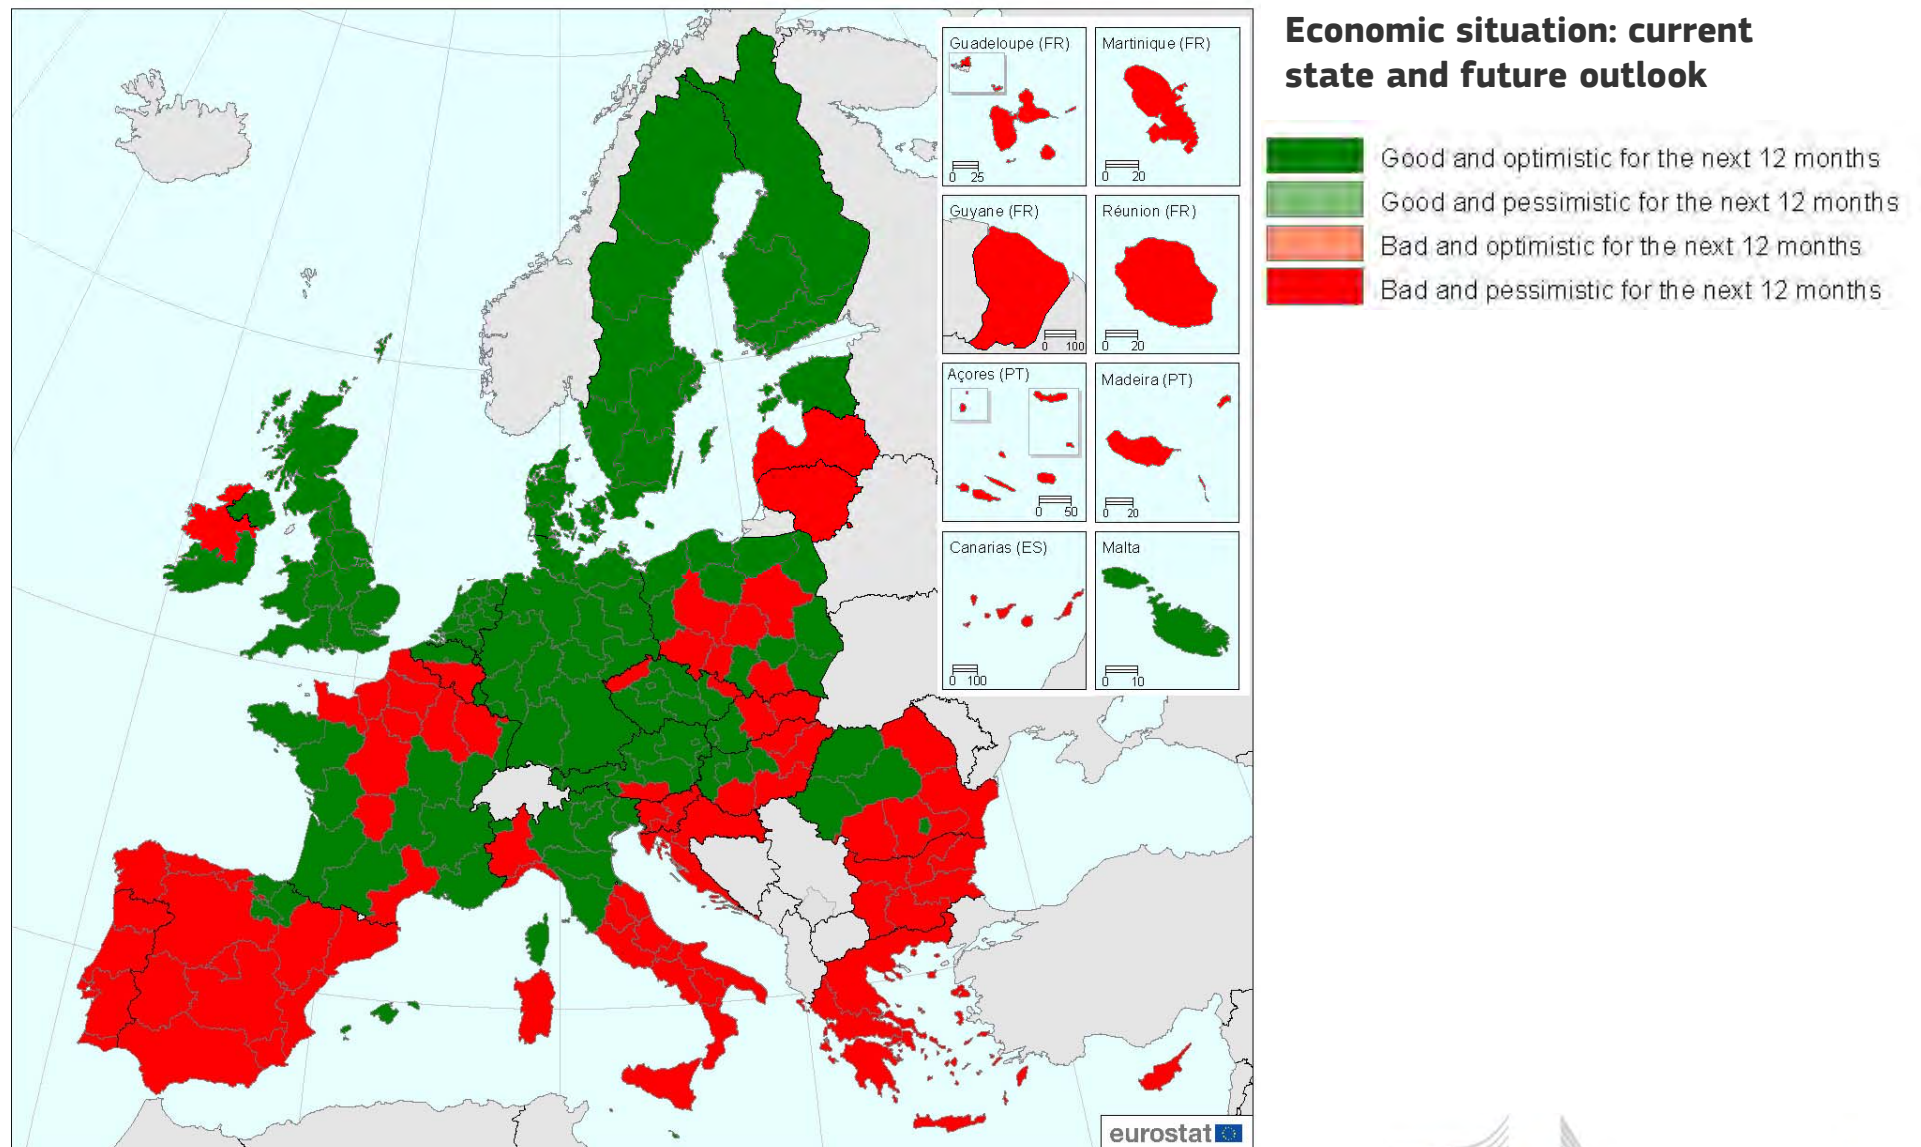 Economic situation: current
state and future outlook
Good and optimistic for the next 12 months
Good and pessimistic for the next 12 months
Bad and optimistic for the next 12 months
Bad and pessimistic for the next 12 months
Guadeloupe (FR)
0 25
Martinique (FR)
0 20
Guyane (FR)
0 100
Réunion (FR)
0 20
Açores (PT)
0 50
Madeira (PT)
0 20
Canarias (ES)
0 100
Malta
0 10
eurostat